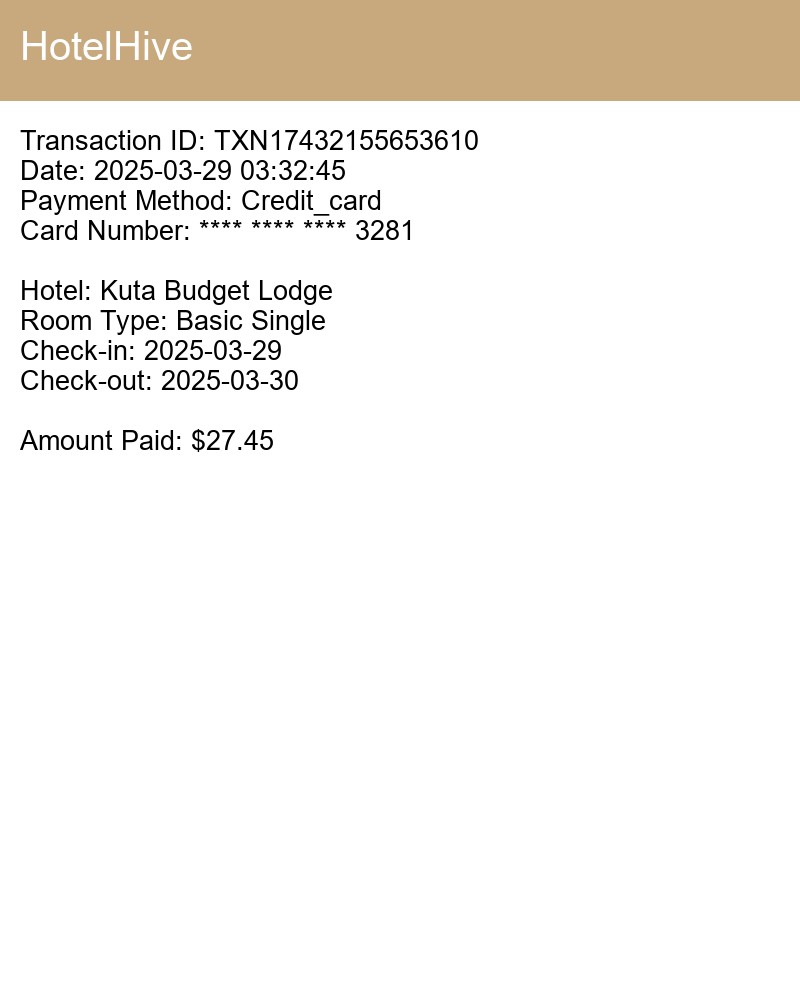 HotelHive
Transaction ID: TXN17432155653610
Date: 2025-03-29 03:32:45
Payment Method: Credit_card
Card Number: **** **** **** 3281
Hotel: Kuta Budget Lodge
Room Type: Basic Single
Check-in: 2025-03-29
Check-out: 2025-03-30
Amount Paid: $27.45